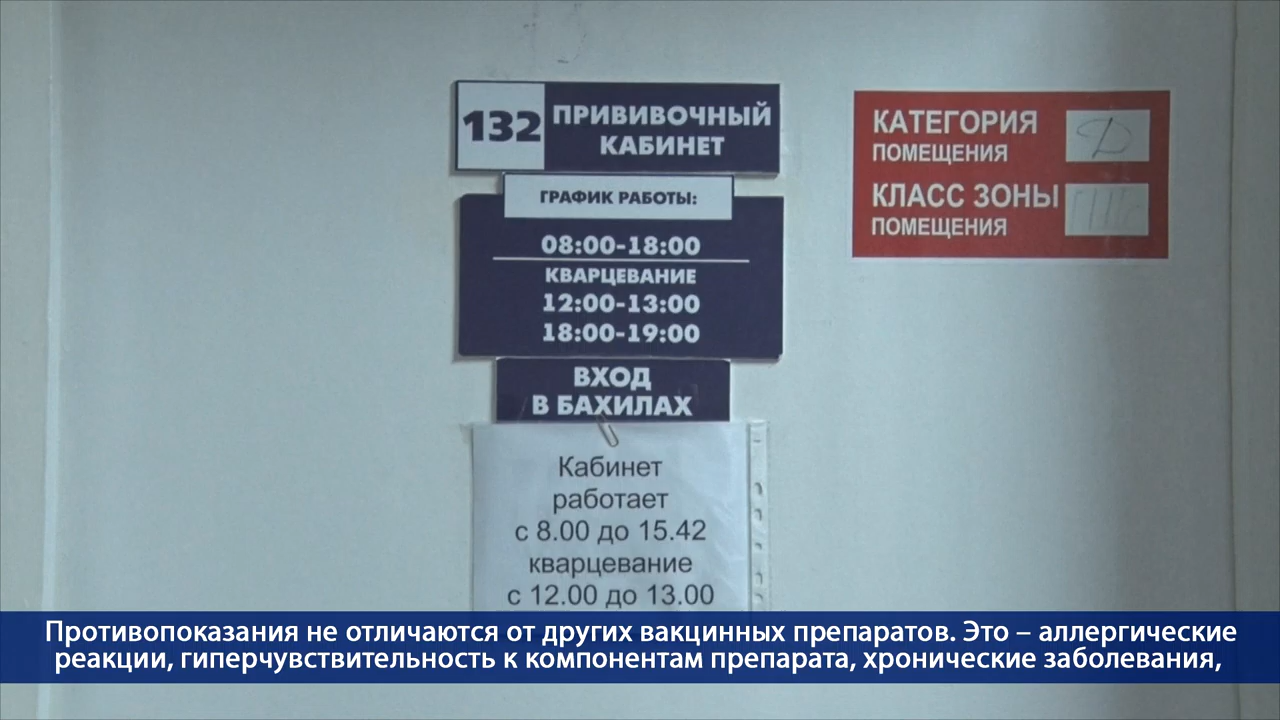 132
ПРИВИВОЧНЫЙ
КАБИНЕТ
ГРАФИК РАБОТЫ:
08:00-18:00
КВАРЦЕВАНИЕ
12:00-13:00
18:00-19:00
ВХОД
В БАХИЛАХ
Кабинет
работает
с 8.00 до 15.42
кварцевание
с 12.00 до 13.00
КАТЕГОРИЯ
ПОМЕЩЕНИЯ
Д
КЛАСС ЗОНЫ
ПОМЕЩЕНИЯ
Противопоказания не отличаются от других вакцинных препаратов. Это – аллергические
реакции, гиперчувствительность к компонентам препарата, хронические заболевания,